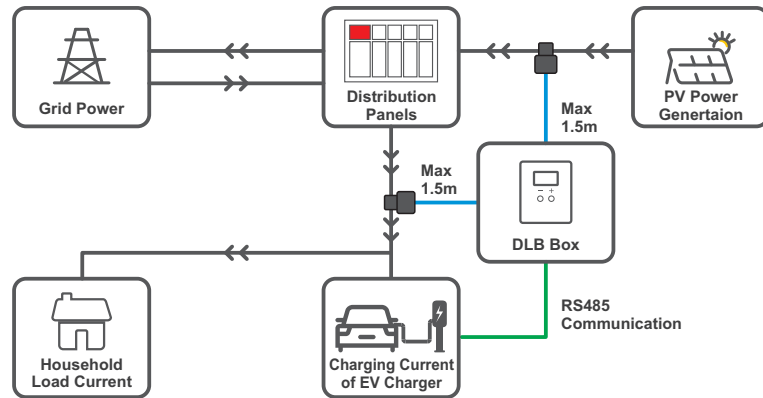 Grid Power
Distribution
Panels
Max
1.5m
PV Power
Genertaion
Max
1.5m
DLB Box
Household
Load Current
Charging Current
of EV Charger
RS485
Communication